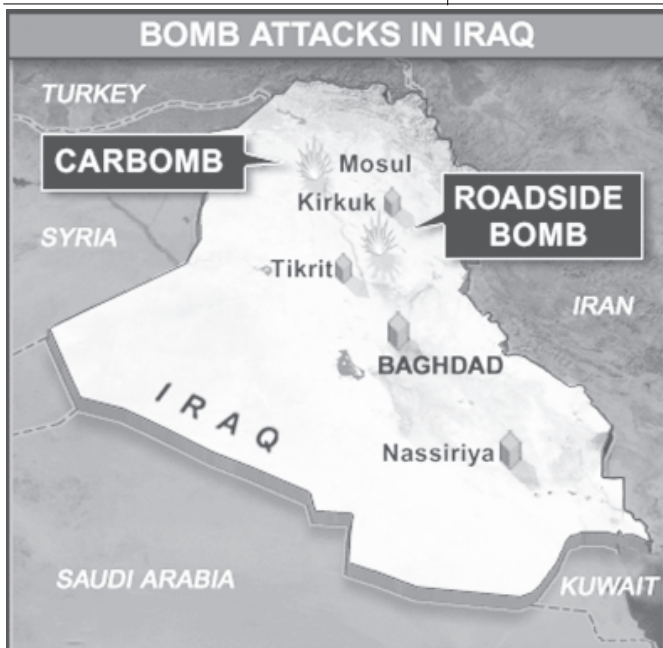 BOMB ATTACKS IN IRAQ
TURKEY
CARBOMB
Mosul
Kirkuk
ROADSIDE
BOMB
SYRIA
Tikrit
IRAN
BAGHDAD
IRAQ
Nassiriya
SAUDI ARABIA
KUWAIT